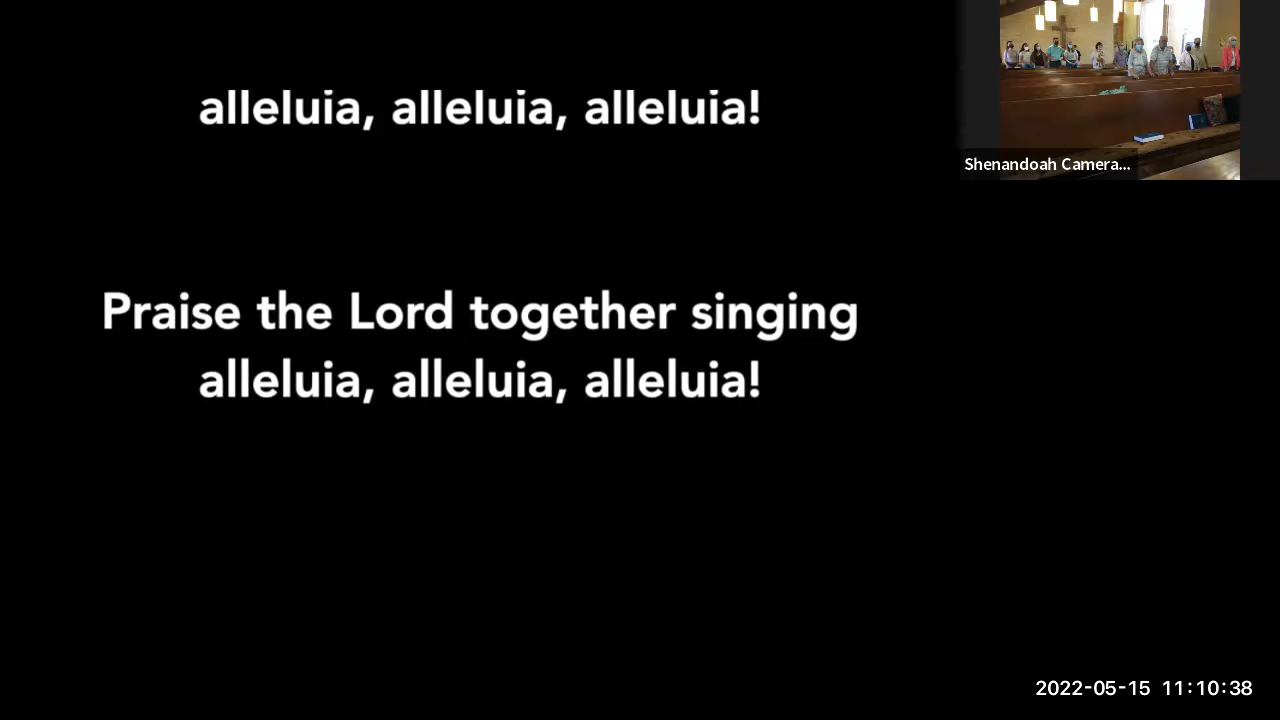 alleluia, alleluia, alleluia!
Shenandoah Camera...
Praise the Lord together singing
alleluia, alleluia, alleluia!
2022-05-15 11:10:38